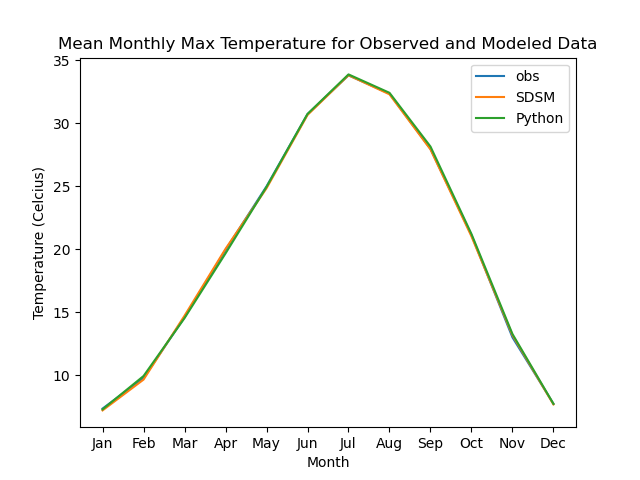 Mean Monthly Max Temperature for Observed and Modeled Data
35
30
25
20
15
10
Temperature (Celcius)
obs
SDSM
Python
Jan Feb Mar Apr May Jun Jul Aug Sep Oct Nov Dec
Month